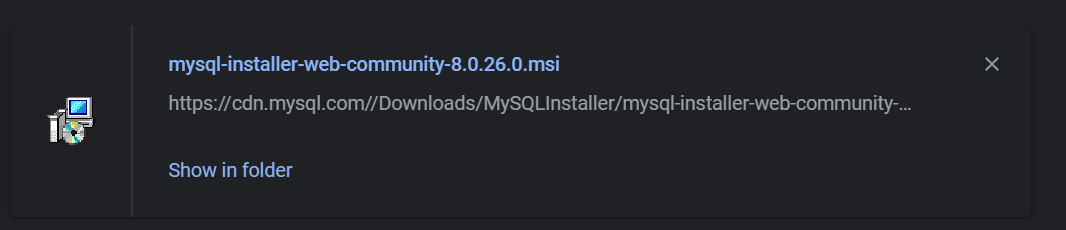 mysql-installer-web-community-8.0.26.0.msi
https://cdn.mysql.com//Downloads/MySQLInstaller/mysql-installer-web-community-...
Show in folder